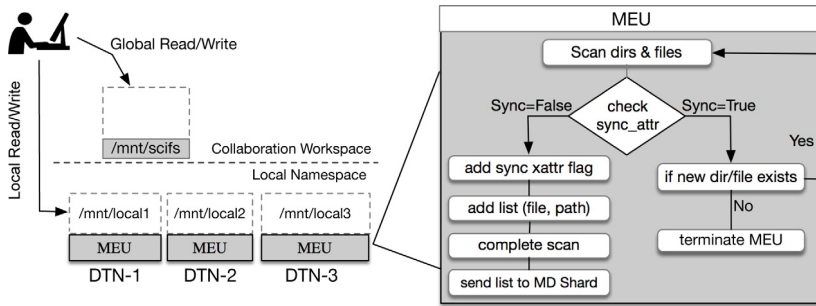 Global Read/Write
Local Read/Write
/mnt/scifs
Collaboration Workspace
Local Namespace
/mnt/local1
/mnt/local2
/mnt/local3
MEU
MEU
MEU
DTN-1
DTN-2
DTN-3
MEU
Scan dirs & files
check
sync_attr
Sync=False
Sync=True
add sync xattr flag
add list (file, path)
complete scan
send list to MD Shard
Yes
if new dir/file exists
No
terminate MEU